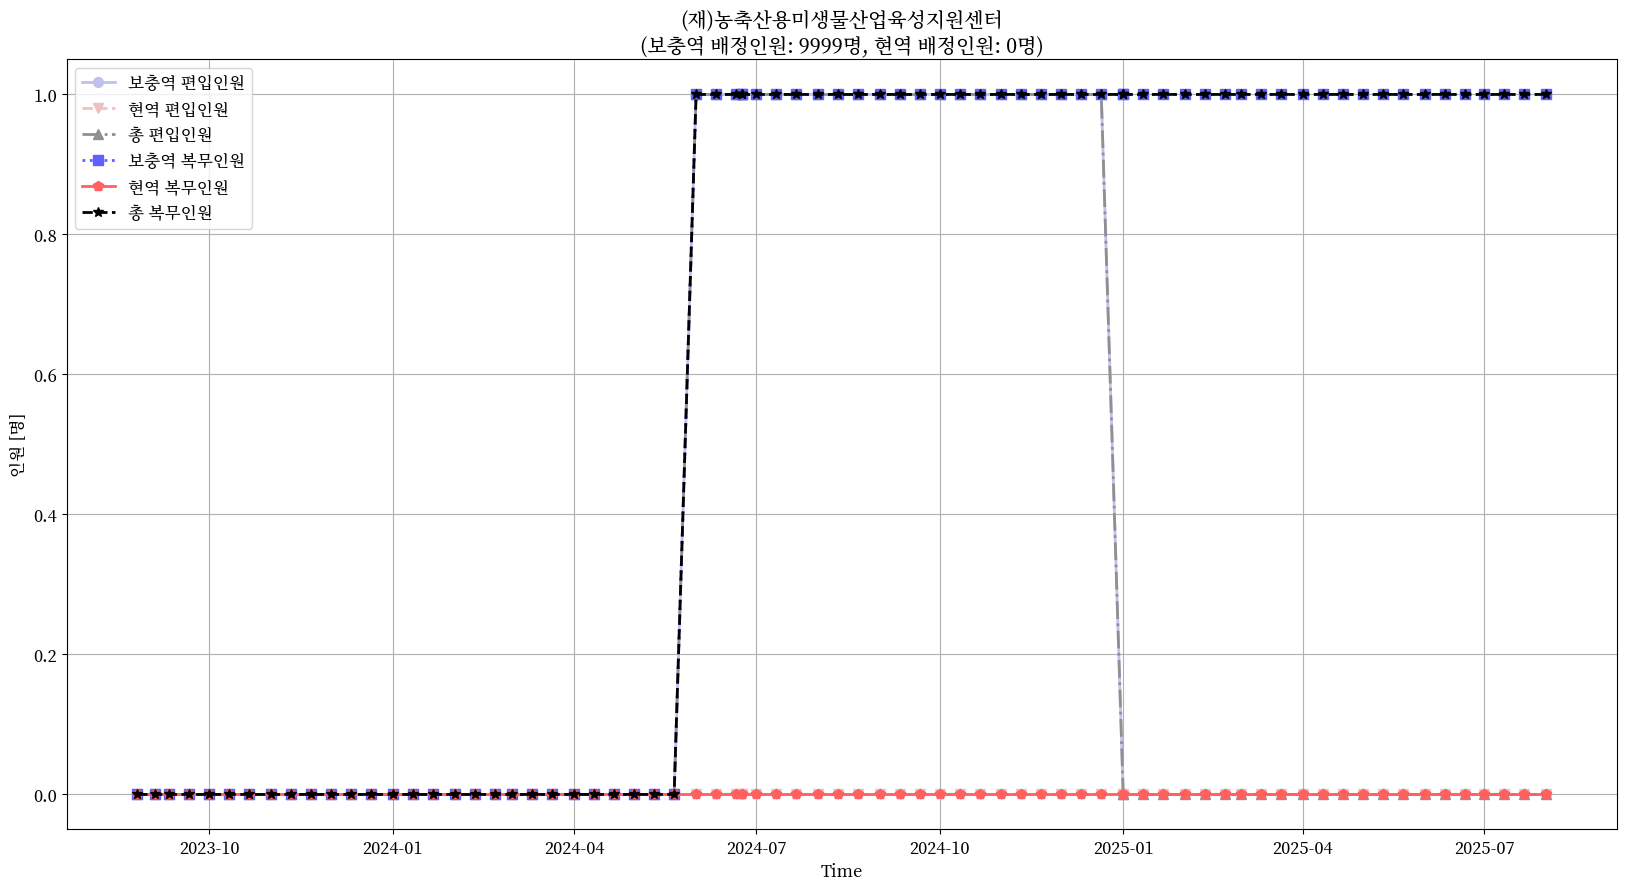 (재)농축산용미생물산업육성지원센터
(보충역 배정인원: 9999명, 현역 배정인원: 0명)
보충역 편입인원
현역 편입인원
총 편입인원
보충역 복무인원
현역 복무인원
총 복무인원
1.0
0.8
0.6
0.4
0.2
0.0
인원 [명]
2023-10
2024-01
2024-04
2024-07
2024-10
2025-01
2025-04
2025-07
Time